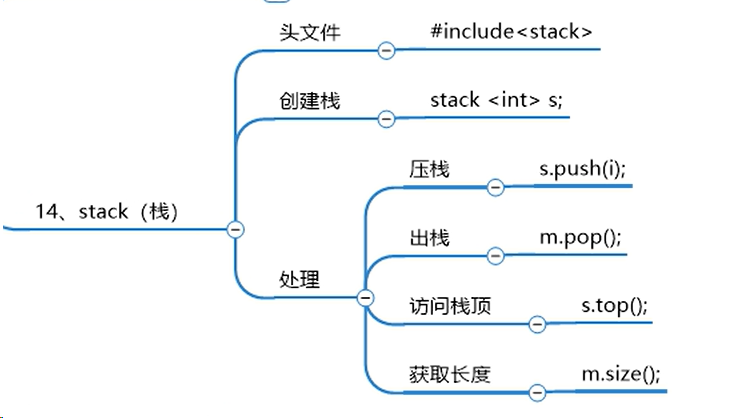 头文件
#include<stack>
创建栈
stack <int> s;
14、stack（栈）
处理
压栈
s.push(i);
出栈
m.pop();
访问栈顶
s.top();
获取长度
m.size();